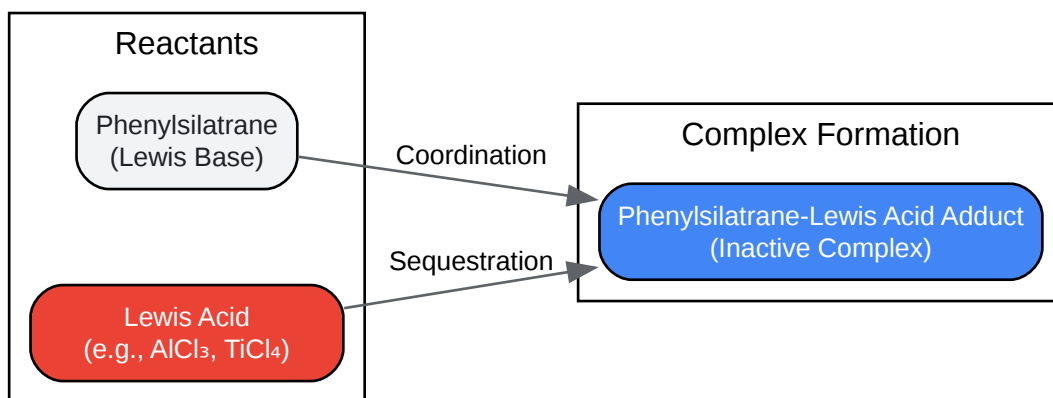 Reactants
Phenylsilatrane
(Lewis Base)
Lewis Acid
(e.g., AlCl₃, TiCl₄)
Coordination
Sequestration
Complex Formation
Phenylsilatrane-Lewis Acid Adduct
(Inactive Complex)